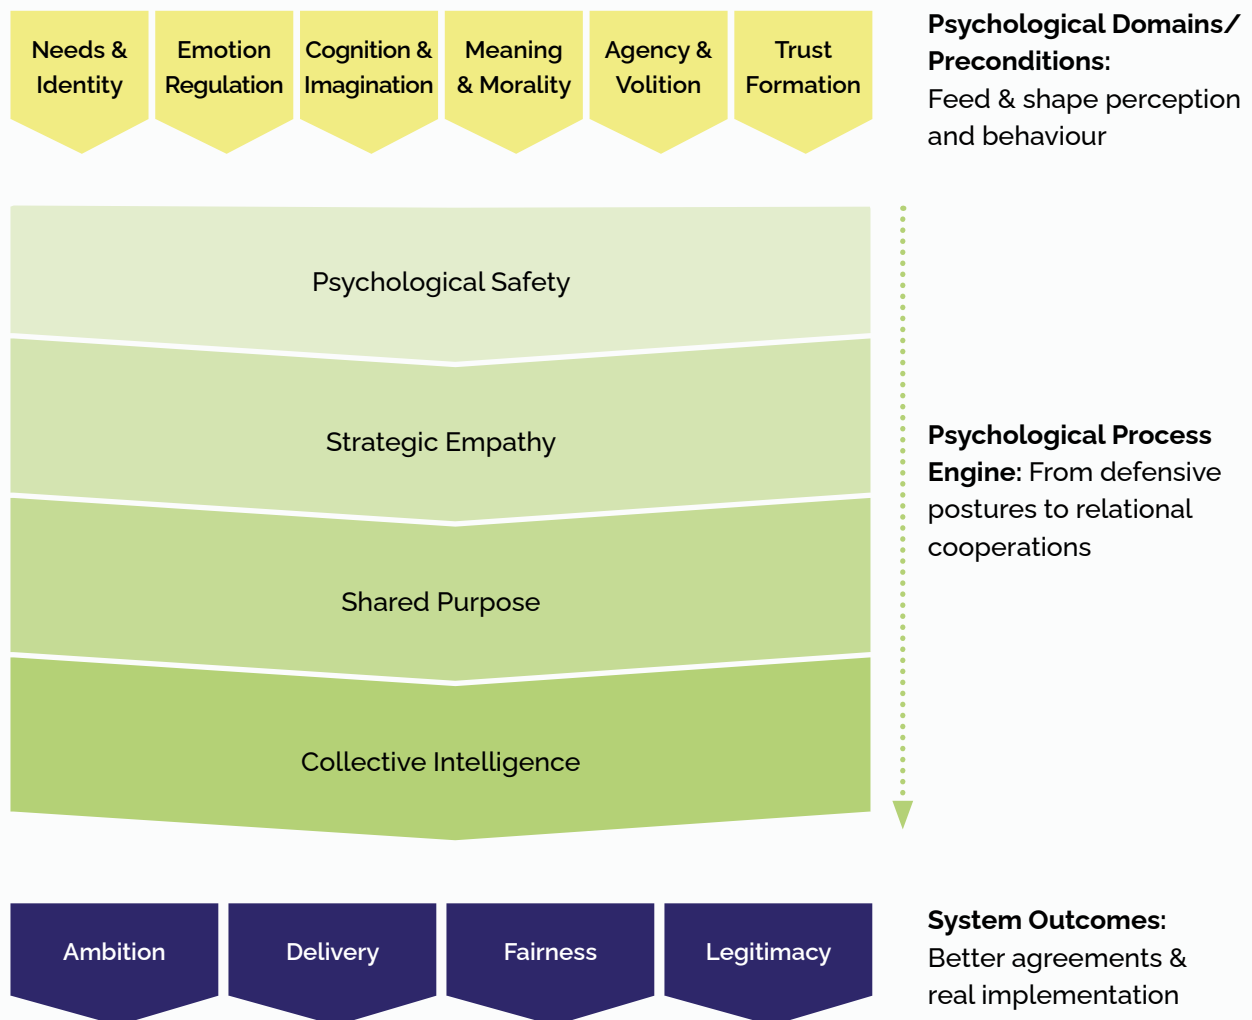 Needs &
Identity
Emotion
Regulation
Cognition &
Imagination
Meaning
& Morality
Agency &
Volition
Trust
Formation
Psychological Domains/
Preconditions:
Feed & shape perception
and behaviour
Psychological Safety
Strategic Empathy
Shared Purpose
Collective Intelligence
Psychological Process
Engine: From defensive
postures to relational
cooperations
Ambition
Delivery
Fairness
Legitimacy
System Outcomes:
Better agreements &
real implementation